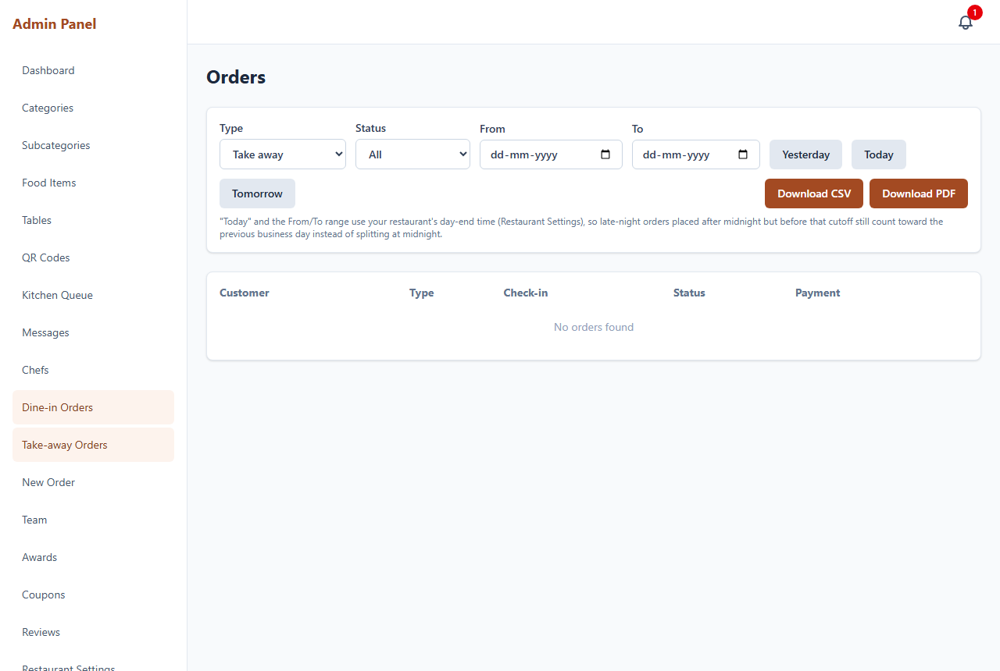 Admin Panel
1
Dashboard
Categories
Subcategories
Food Items
Tables
QR Codes
Kitchen Queue
Messages
Chefs
Dine-in Orders
Take-away Orders
New Order
Team
Awards
Coupons
Reviews
Restaurant Settings
Orders
Type
Status
From
To
Take away
All
dd-mm-yyyy
dd-mm-yyyy
Yesterday
Today
Tomorrow
Download CSV
Download PDF
"Today" and the From/To range use your restaurant's day-end time (Restaurant Settings), so late-night orders placed after midnight but before that cutoff still count toward the
previous business day instead of splitting at midnight.
Customer
Type
Check-in
Status
Payment
No orders found